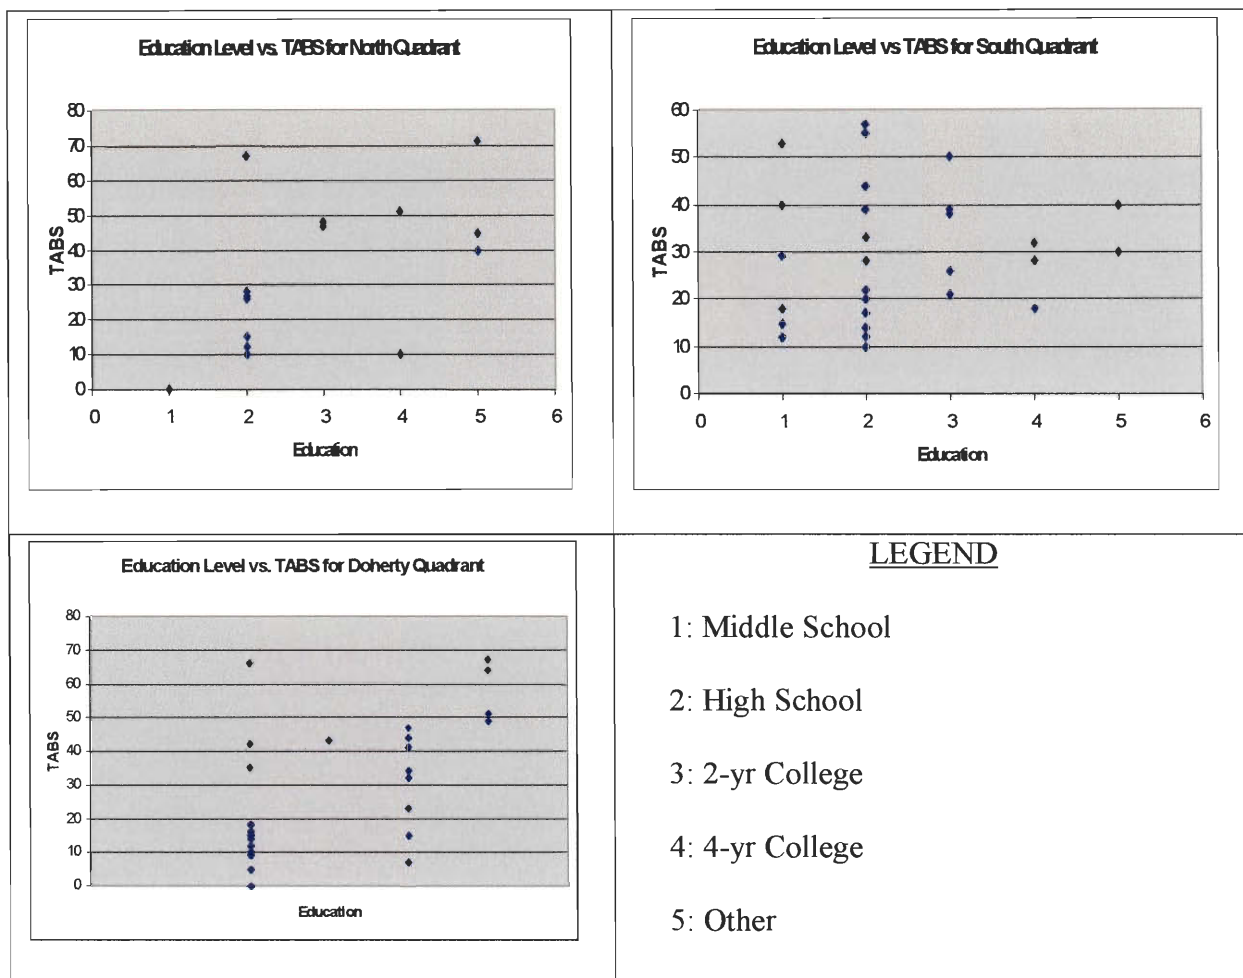 Education Level vs. TABS for North Quadrant
80
70
60
50
40
30
20
10
0
TABS
0 1 2 3 4 5 6
Education
Education Level vs TABS for South Quadrant
60
50
40
30
20
10
0
TABS
0 1 2 3 4 5 6
Education
Education Level vs. TABS for Doherty Quadrant
80
70
60
50
40
30
20
10
0
TABS
Education
LEGEND
1: Middle School
2: High School
3: 2-yr College
4: 4-yr College
5: Other